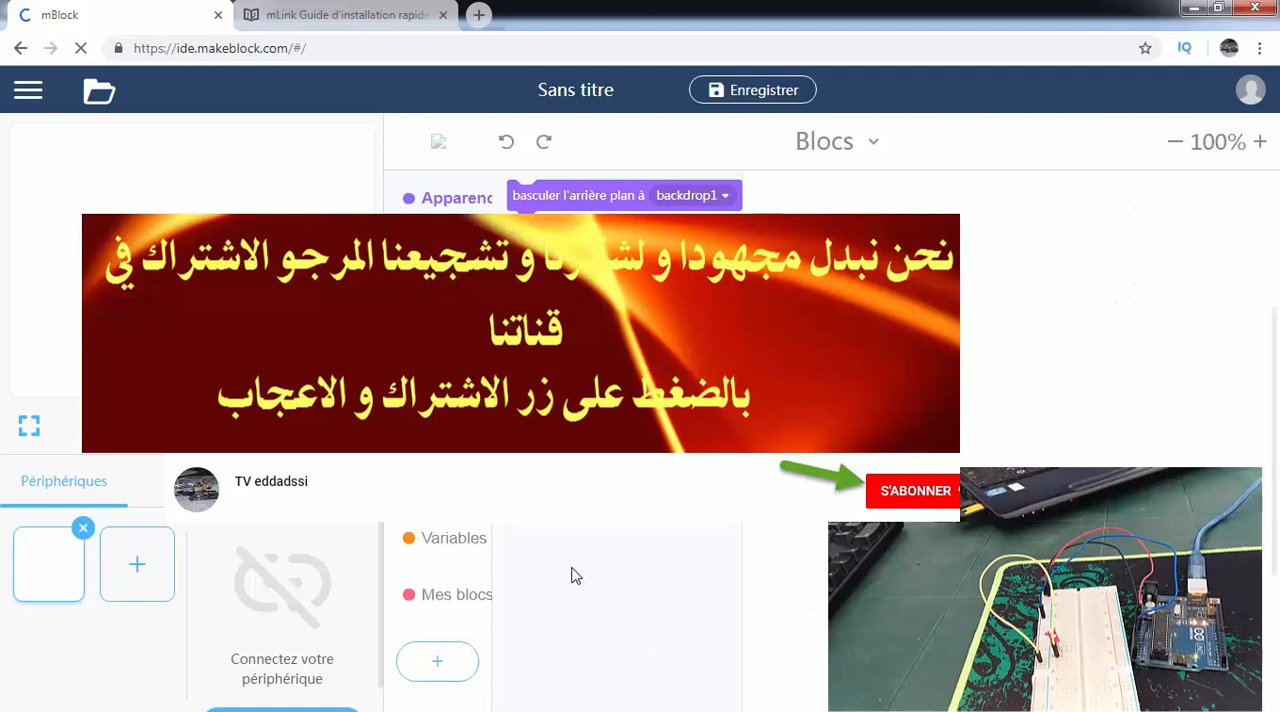 mBlock
mLink Guide d'installation rapide
https://ide.makeblock.com/#/
IQ
Sans titre
Enregistrer
Blocs
100%
Apparenc
basculer l'arrière plan à backdrop1
نحن نبدل مجهودا و لشكرنا و تشجيعنا المرجو الاشتراك في
قناتنا
بالضغط على زر الاشتراك و الاعجاب
Périphériques
TV eddadssi
S'ABONNER
Variables
Mes blocs
Connectez votre
périphérique